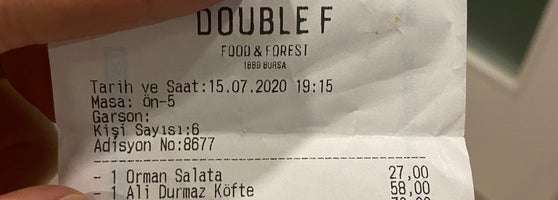 DOUBLE F
FOOD & FOREST
1889 BURSA
Tarih ve Saat:15.07.2020 19:15
Masa: Ön-5
Garson:
Kişi Sayısı:6
Adisyon No:8677
- 1 Orman Salata 27,00
- 1 Ali Durmaz Köfte 58,00